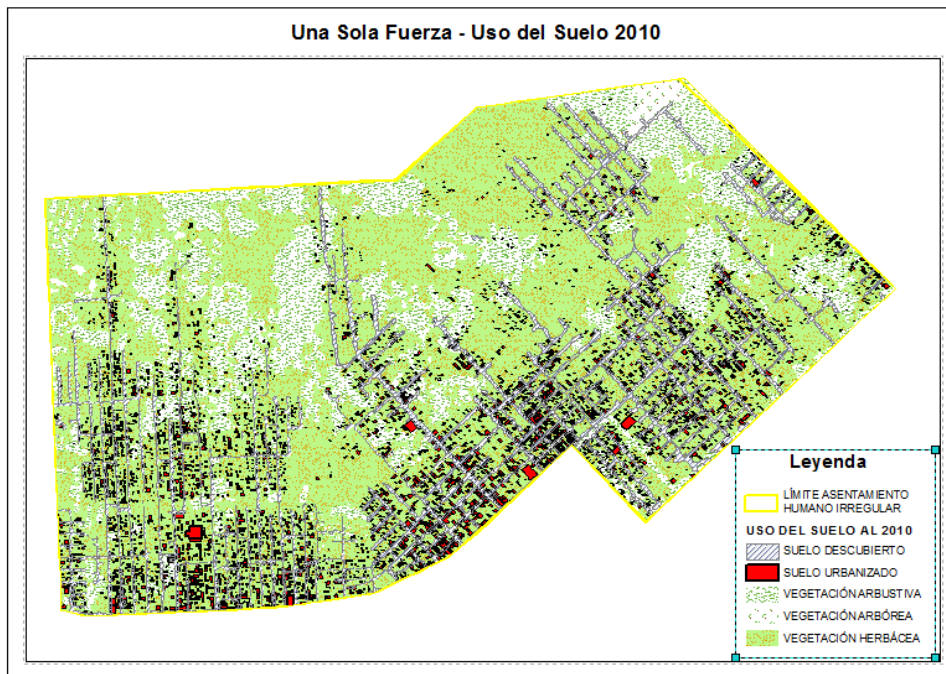 Una Sola Fuerza - Uso del Suelo 2010
Leyenda
LÍMITE ASENTAMIENTO
HUMANO IRREGULAR
USO DEL SUELO AL 2010
SUELO DESCUBIERTO
SUELO URBANIZADO
VEGETACIÓN ARBUSTIVA
VEGETACIÓN ARBÓREA
VEGETACIÓN HERBÁCEA